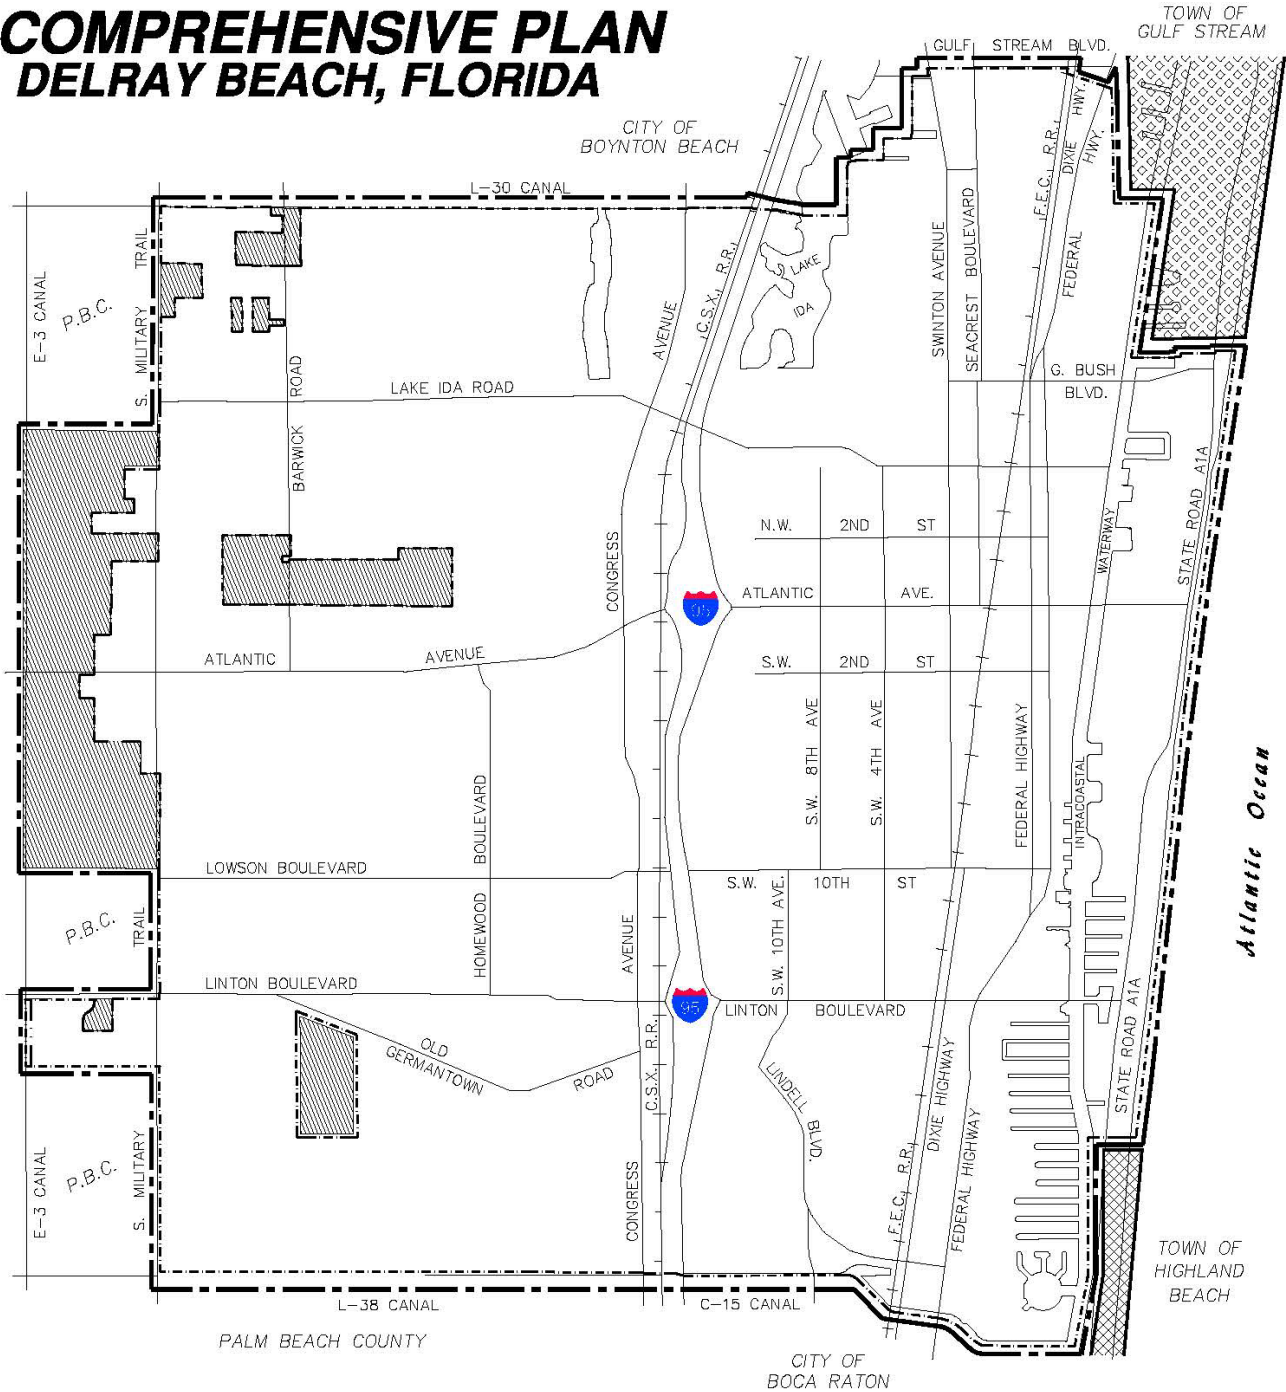 COMPREHENSIVE PLAN
DELRAY BEACH, FLORIDA
TOWN OF
GULF STREAM
GULF STREAM BLVD.
CITY OF
BOYNTON BEACH
L-30 CANAL
E-3 CANAL
P.B.C.
S. MILITARY TRAIL
BARWICK ROAD
LAKE IDA ROAD
CONGRESS AVENUE
C.S.X. R.R.
LAKE
IDA
SWINTON AVENUE
SEACREST BOULEVARD
F.E.C. R.R.
DIXIE HWY.
FEDERAL HWY.
G. BUSH
BLVD.
STATE ROAD A1A
WATERWAY
N.W. 2ND ST
95
ATLANTIC AVE.
ATLANTIC AVENUE
S.W. 2ND ST
S.W. 8TH AVE
S.W. 4TH AVE
FEDERAL HIGHWAY
INTRACOASTAL
Atlantic Ocean
HOMEWOOD BOULEVARD
LOWSON BOULEVARD
S.W. 10TH ST
S.W. 10TH AVE.
P.B.C.
TRAIL
AVENUE
LINTON BOULEVARD
95
LINTON BOULEVARD
OLD
GERMANTOWN
ROAD
C.S.X. R.R.
LINDELL BLVD.
DIXIE HIGHWAY
FEDERAL HIGHWAY
F.E.C. R.R.
STATE ROAD A1A
E-3 CANAL
P.B.C.
S. MILITARY
CONGRESS
TOWN OF
HIGHLAND
BEACH
L-38 CANAL
C-15 CANAL
PALM BEACH COUNTY
CITY OF
BOCA RATON